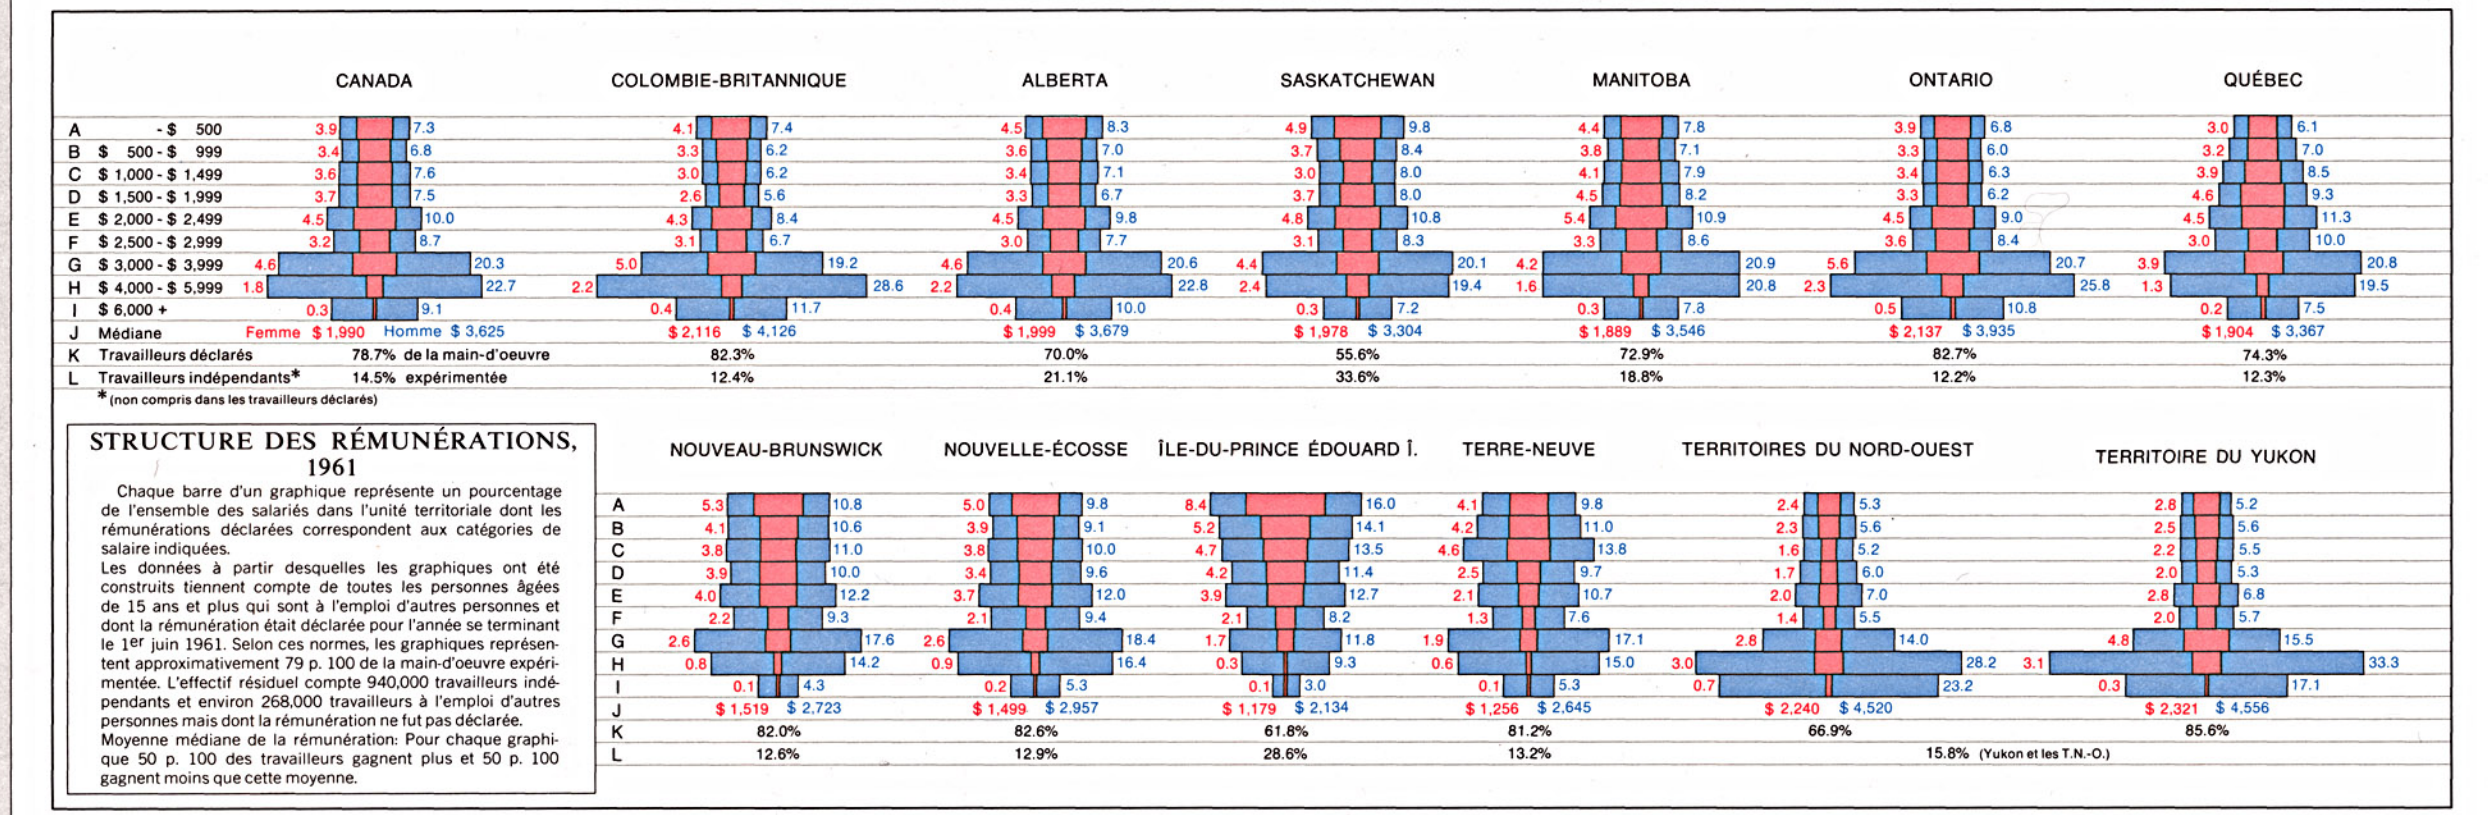 CANADA COLOMBIE-BRITANNIQUE ALBERTA SASKATCHEWAN MANITOBA ONTARIO QUÉBEC
A - $ 500 3.9 7.3 4.1 7.4 4.5 8.3 4.9 9.8 4.4 7.8 3.9 6.8 3.0 6.1
B $ 500 - $ 999 3.4 6.8 3.3 6.2 3.6 7.0 3.7 8.4 3.8 7.1 3.3 6.0 3.2 7.0
C $ 1,000 - $ 1,499 3.6 7.6 3.0 6.2 3.4 7.1 3.0 8.0 4.1 7.9 3.4 6.3 3.9 8.5
D $ 1,500 - $ 1,999 3.7 7.5 2.6 5.6 3.3 6.7 3.7 8.0 4.5 8.2 3.3 6.2 4.6 9.3
E $ 2,000 - $ 2,499 4.5 10.0 4.3 8.4 4.5 9.8 4.8 10.8 5.4 10.9 4.5 9.0 4.5 11.3
F $ 2,500 - $ 2,999 3.2 8.7 3.1 6.7 3.0 7.7 3.1 8.3 3.3 8.6 3.6 8.4 3.0 10.0
G $ 3,000 - $ 3,999 4.6 20.3 5.0 19.2 4.6 20.6 4.4 20.1 4.2 20.9 5.6 20.7 3.9 20.8
H $ 4,000 - $ 5,999 1.8 22.7 2.2 28.6 2.2 22.8 2.4 19.4 1.6 20.8 2.3 25.8 1.3 19.5
I $ 6,000 + 0.3 9.1 0.4 11.7 0.4 10.0 0.3 7.2 0.3 7.8 0.5 10.8 0.2 7.5
J Médiane Femme $ 1,990 Homme $ 3,625 $ 2,116 $ 4,126 $ 1,999 $ 3,679 $ 1,978 $ 3,304 $ 1,889 $ 3,546 $ 2,137 $ 3,935 $ 1,904 $ 3,367
K Travailleurs déclarés 78.7% de la main-d'oeuvre 82.3% 70.0% 55.6% 72.9% 82.7% 74.3%
L Travailleurs indépendants* 14.5% expérimentée 12.4% 21.1% 33.6% 18.8% 12.2% 12.3%
* (non compris dans les travailleurs déclarés)
STRUCTURE DES RÉMUNÉRATIONS,
1961
Chaque barre d'un graphique représente un pourcentage
de l'ensemble des salariés dans l'unité territoriale dont les
rémunérations déclarées correspondent aux catégories de
salaire indiquées.
Les données à partir desquelles les graphiques ont été
construits tiennent compte de toutes les personnes âgées
de 15 ans et plus qui sont à l'emploi d'autres personnes et
dont la rémunération était déclarée pour l'année se terminant
le 1er juin 1961. Selon ces normes, les graphiques représen-
tent approximativement 79 p. 100 de la main-d'oeuvre expéri-
mentée. L'effectif résiduel compte 940,000 travailleurs indé-
pendants et environ 268,000 travailleurs à l'emploi d'autres
personnes mais dont la rémunération ne fut pas déclarée.
Moyenne médiane de la rémunération: Pour chaque graphi-
que 50 p. 100 des travailleurs gagnent plus et 50 p. 100
gagnent moins que cette moyenne.
NOUVEAU-BRUNSWICK NOUVELLE-ÉCOSSE ÎLE-DU-PRINCE ÉDOUARD Î. TERRE-NEUVE TERRITOIRES DU NORD-OUEST TERRITOIRE DU YUKON
A 5.3 10.8 5.0 9.8 8.4 16.0 4.1 9.8 2.4 5.3 2.8 5.2
B 4.1 10.6 3.9 9.1 5.2 14.1 4.2 11.0 2.3 5.6 2.5 5.6
C 3.8 11.0 3.8 10.0 4.7 13.5 4.6 13.8 1.6 5.2 2.2 5.5
D 3.9 10.0 3.4 9.6 4.2 11.4 2.5 9.7 1.7 6.0 2.0 5.3
E 4.0 12.2 3.7 12.0 3.9 12.7 2.1 10.7 2.0 7.0 2.8 6.8
F 2.2 9.3 2.1 9.4 2.1 8.2 1.3 7.6 1.4 5.5 2.0 5.7
G 2.6 17.6 2.6 18.4 1.7 11.8 1.9 17.1 2.8 14.0 4.8 15.5
H 0.8 14.2 0.9 16.4 0.3 9.3 0.6 15.0 3.0 28.2 3.1 33.3
I 0.1 4.3 0.2 5.3 0.1 3.0 0.1 5.3 0.7 23.2 0.3 17.1
J $ 1,519 $ 2,723 $ 1,499 $ 2,957 $ 1,179 $ 2,134 $ 1,256 $ 2,645 $ 2,240 $ 4,520 $ 2,321 $ 4,556
K 82.0% 82.6% 61.8% 81.2% 66.9% 85.6%
L 12.6% 12.9% 28.6% 13.2% 15.8% (Yukon et les T.N.-O.)